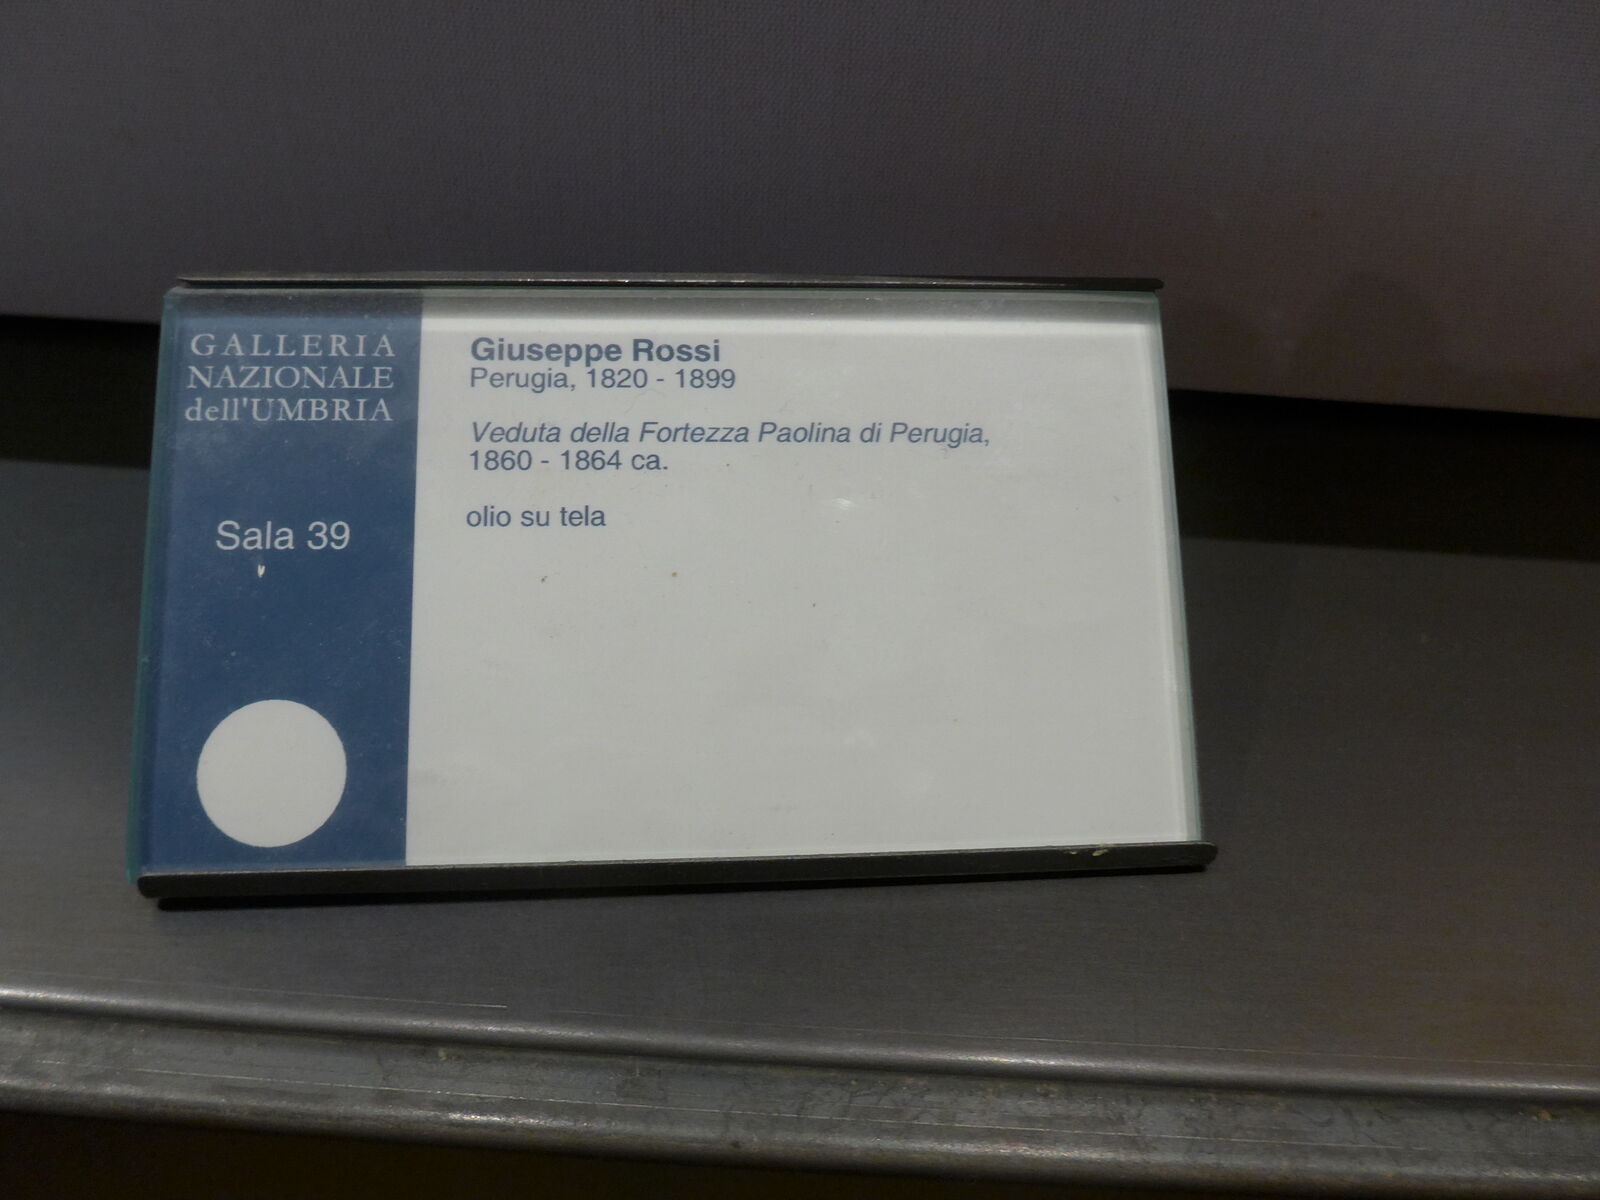 GALLERIA
NAZIONALE
dell'UMBRIA
Sala 39
Giuseppe Rossi
Perugia, 1820 - 1899
Veduta della Fortezza Paolina di Perugia,
1860 - 1864 ca.
olio su tela